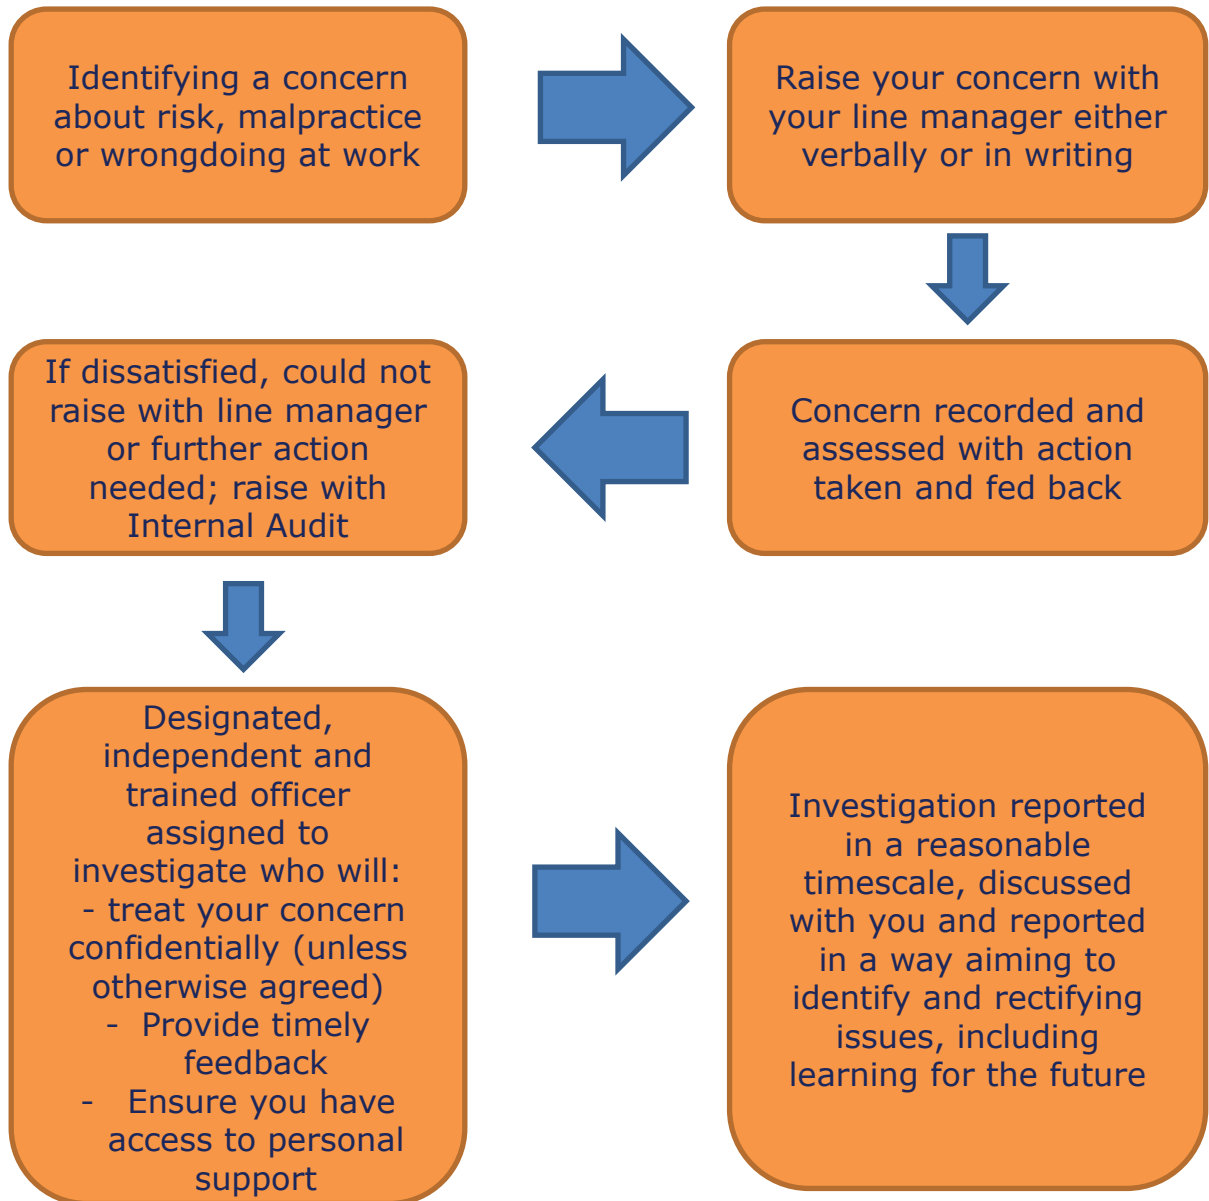 Identifying a concern
about risk, malpractice
or wrongdoing at work
Raise your concern with
your line manager either
verbally or in writing
Concern recorded and
assessed with action
taken and fed back
If dissatisfied, could not
raise with line manager
or further action
needed; raise with
Internal Audit
Designated,
independent and
trained officer
assigned to
investigate who will:
- treat your concern
confidentially (unless
otherwise agreed)
- Provide timely
feedback
- Ensure you have
access to personal
support
Investigation reported
in a reasonable
timescale, discussed
with you and reported
in a way aiming to
identify and rectifying
issues, including
learning for the future